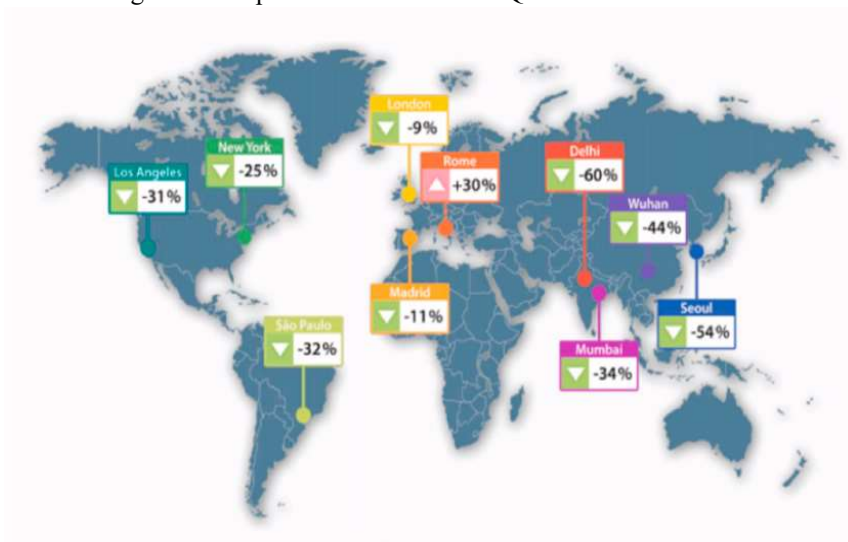 London
-9%
New York
-25%
Delhi
-60%
Rome
+30%
Los Angeles
-31%
Wuhan
-44%
Madrid
-11%
Seoul
-54%
São Paulo
-32%
Mumbai
-34%